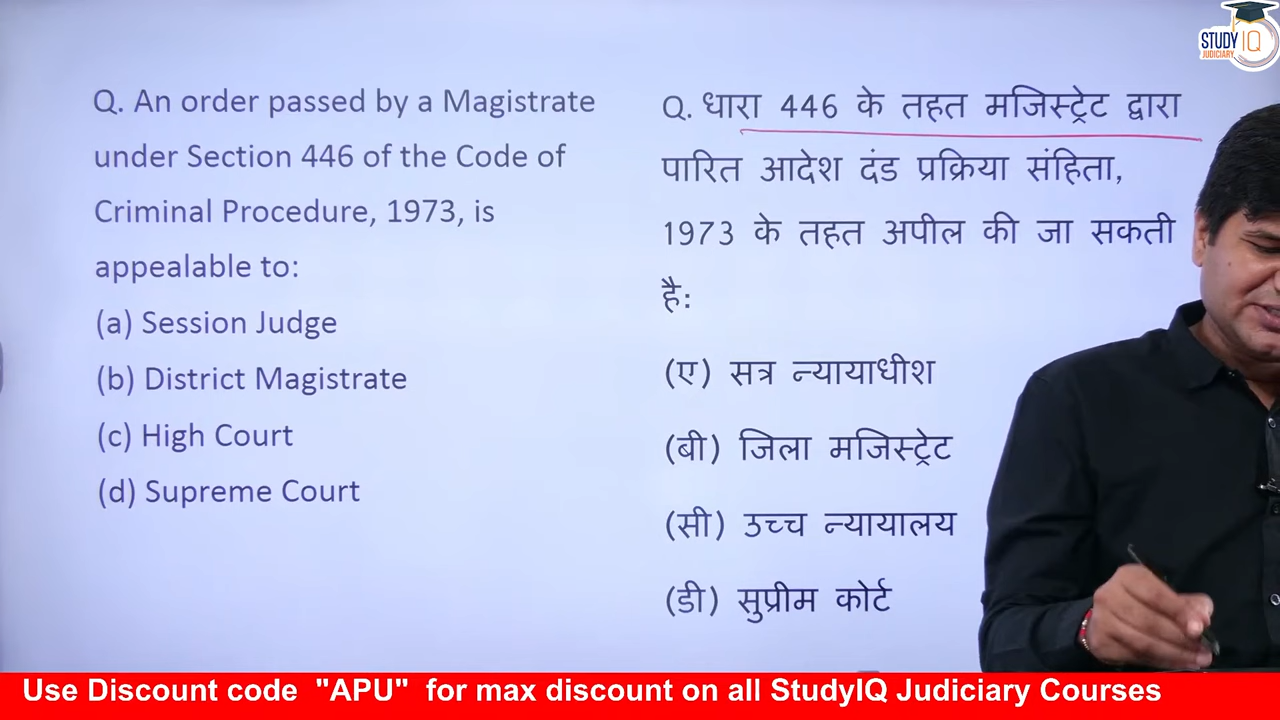 STUDY IQ
JUDICIARY
Q. An order passed by a Magistrate
under Section 446 of the Code of
Criminal Procedure, 1973, is
appealable to:
(a) Session Judge
(b) District Magistrate
(c) High Court
(d) Supreme Court
Q. धारा 446 के तहत मजिस्ट्रेट द्वारा
पारित आदेश दंड प्रक्रिया संहिता,
1973 के तहत अपील की जा सकती
है:
(ए) सत्र न्यायाधीश
(बी) जिला मजिस्ट्रेट
(सी) उच्च न्यायालय
(डी) सुप्रीम कोर्ट
Use Discount code "APU" for max discount on all StudyIQ Judiciary Courses